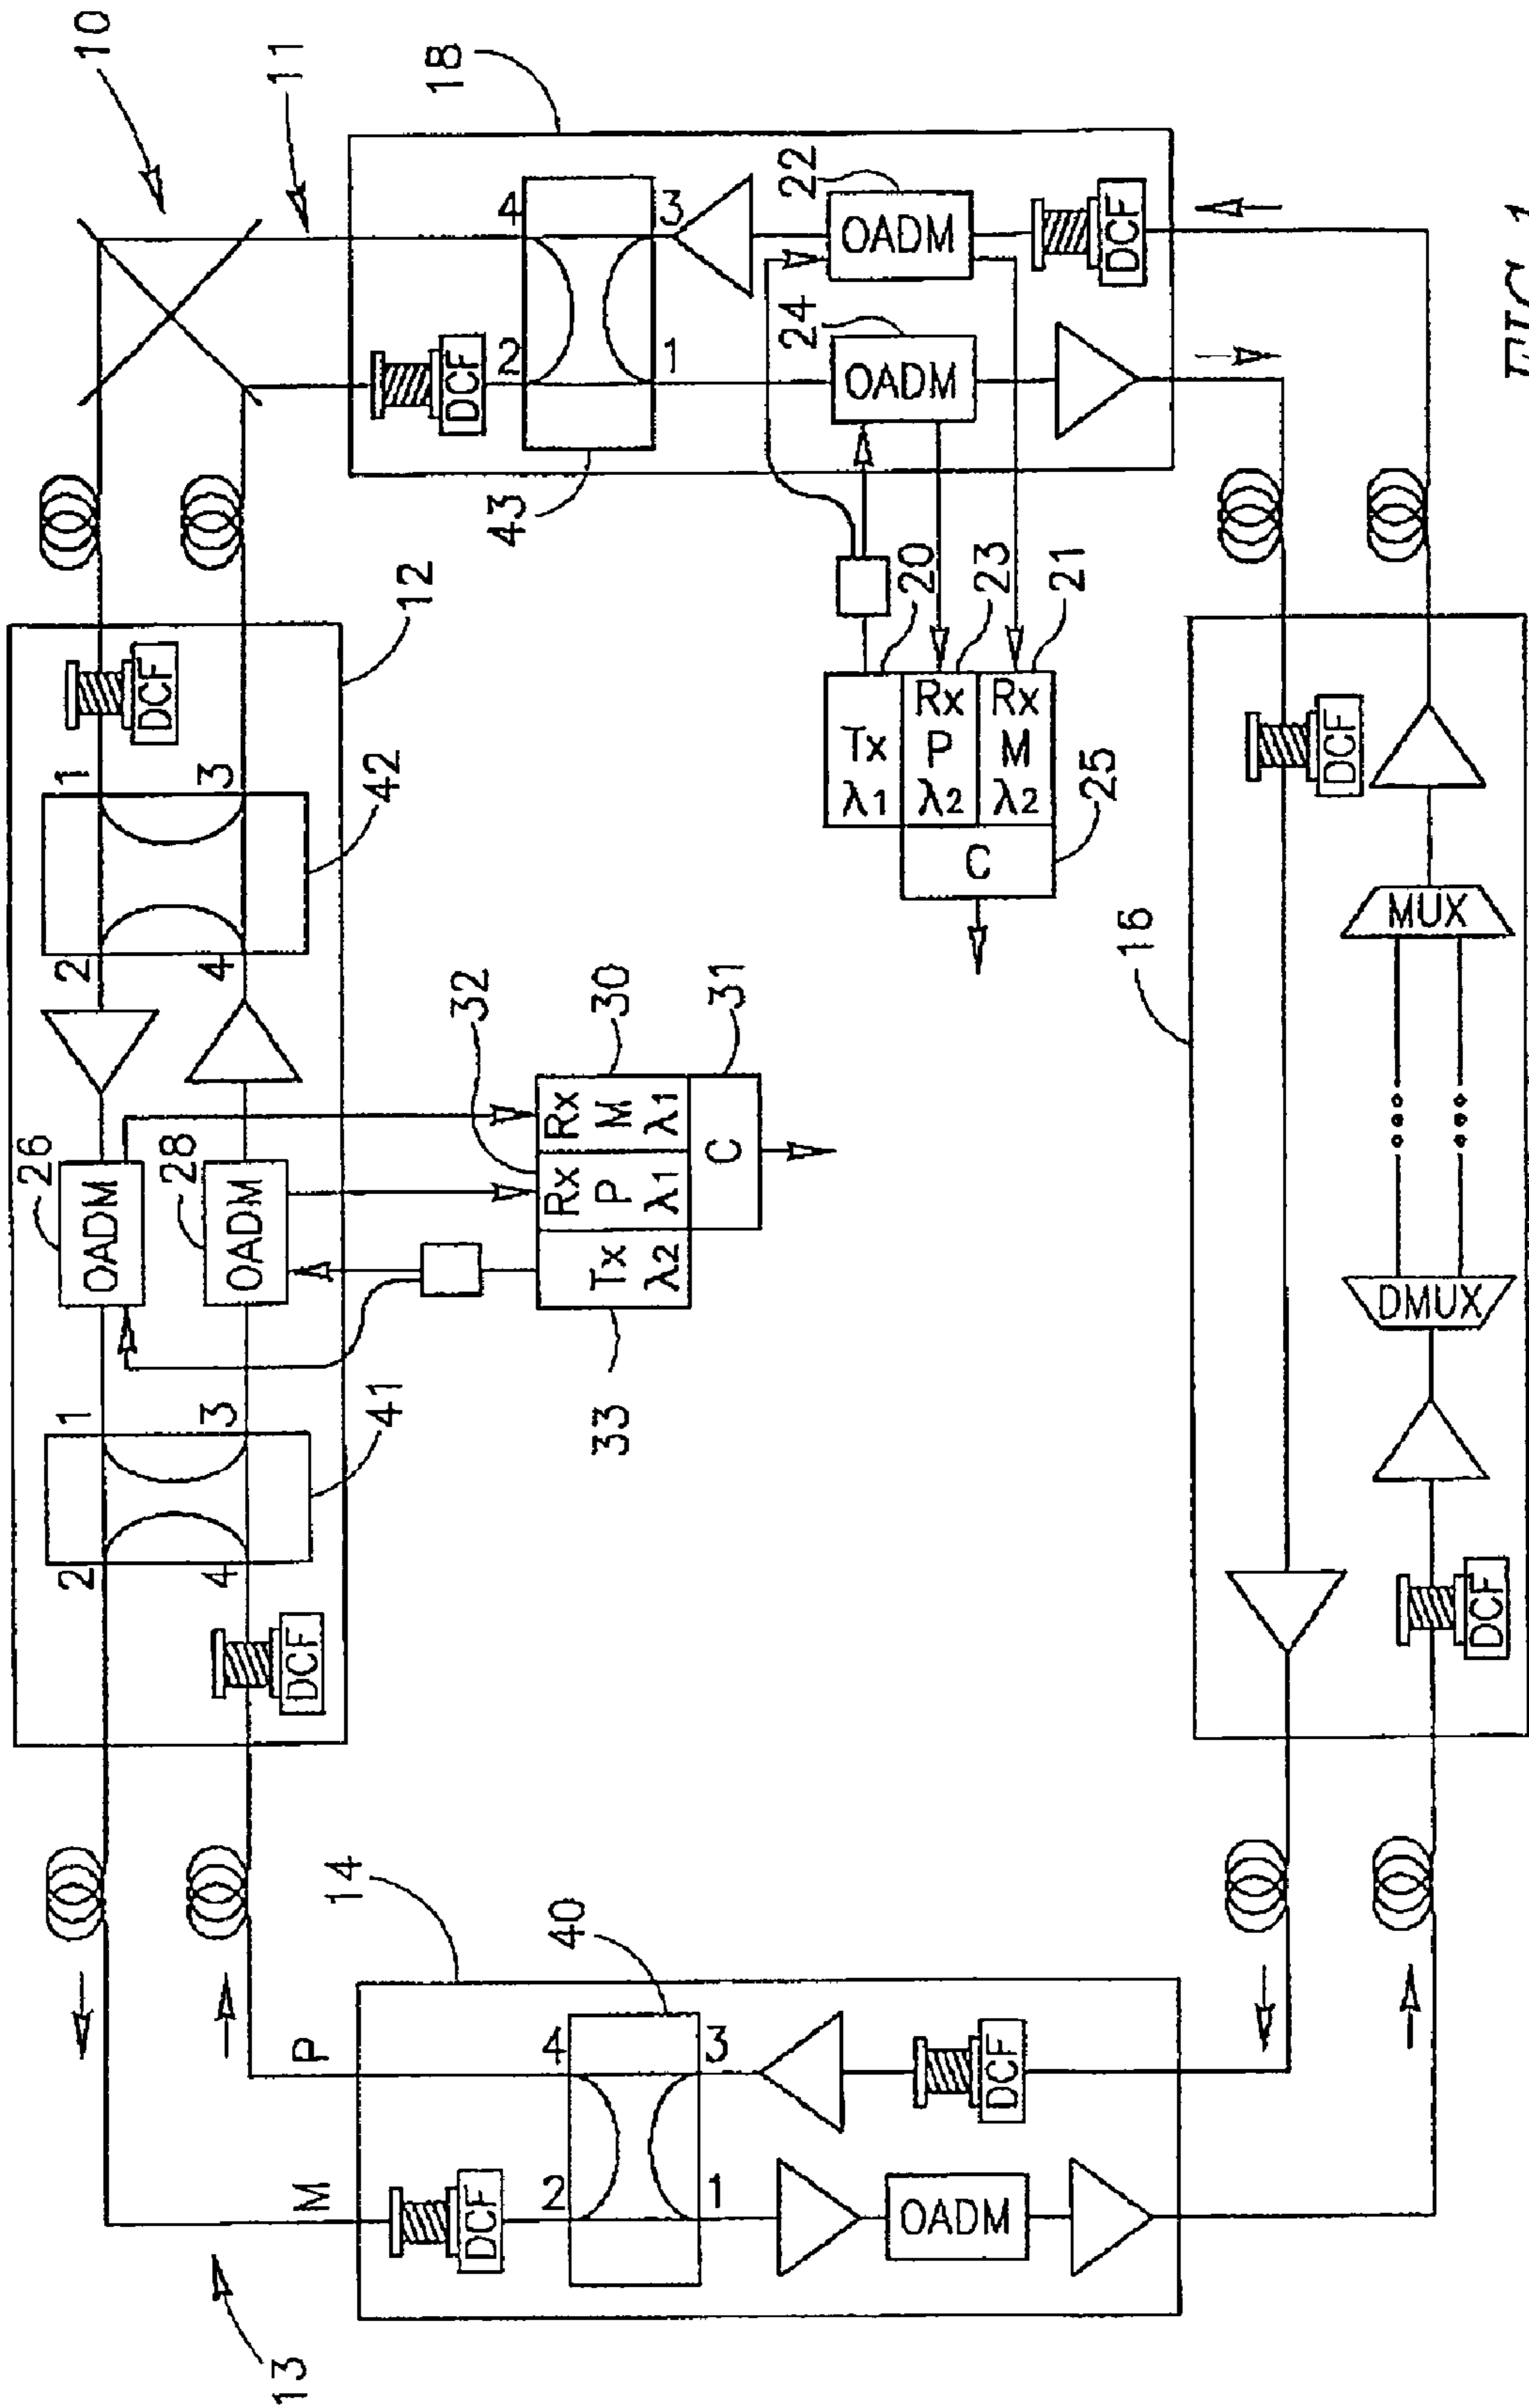 10
11
18
4
3
22
OADM
DCF
2
1
24
OADM
DCF
43
20
23
21
Tx
λ1
Rx
P
λ2
Rx
M
λ2
C
25
12
DCF
1
3
42
2
4
26
OADM
28
OADM
32
30
31
Rx
M
λ1
Rx
P
λ1
Tx
λ2
C
33
1
3
41
2
4
DCF
16
DCF
MUX
DMUX
DCF
14
40
P
M
4
3
DCF
DCF
2
1
OADM
13